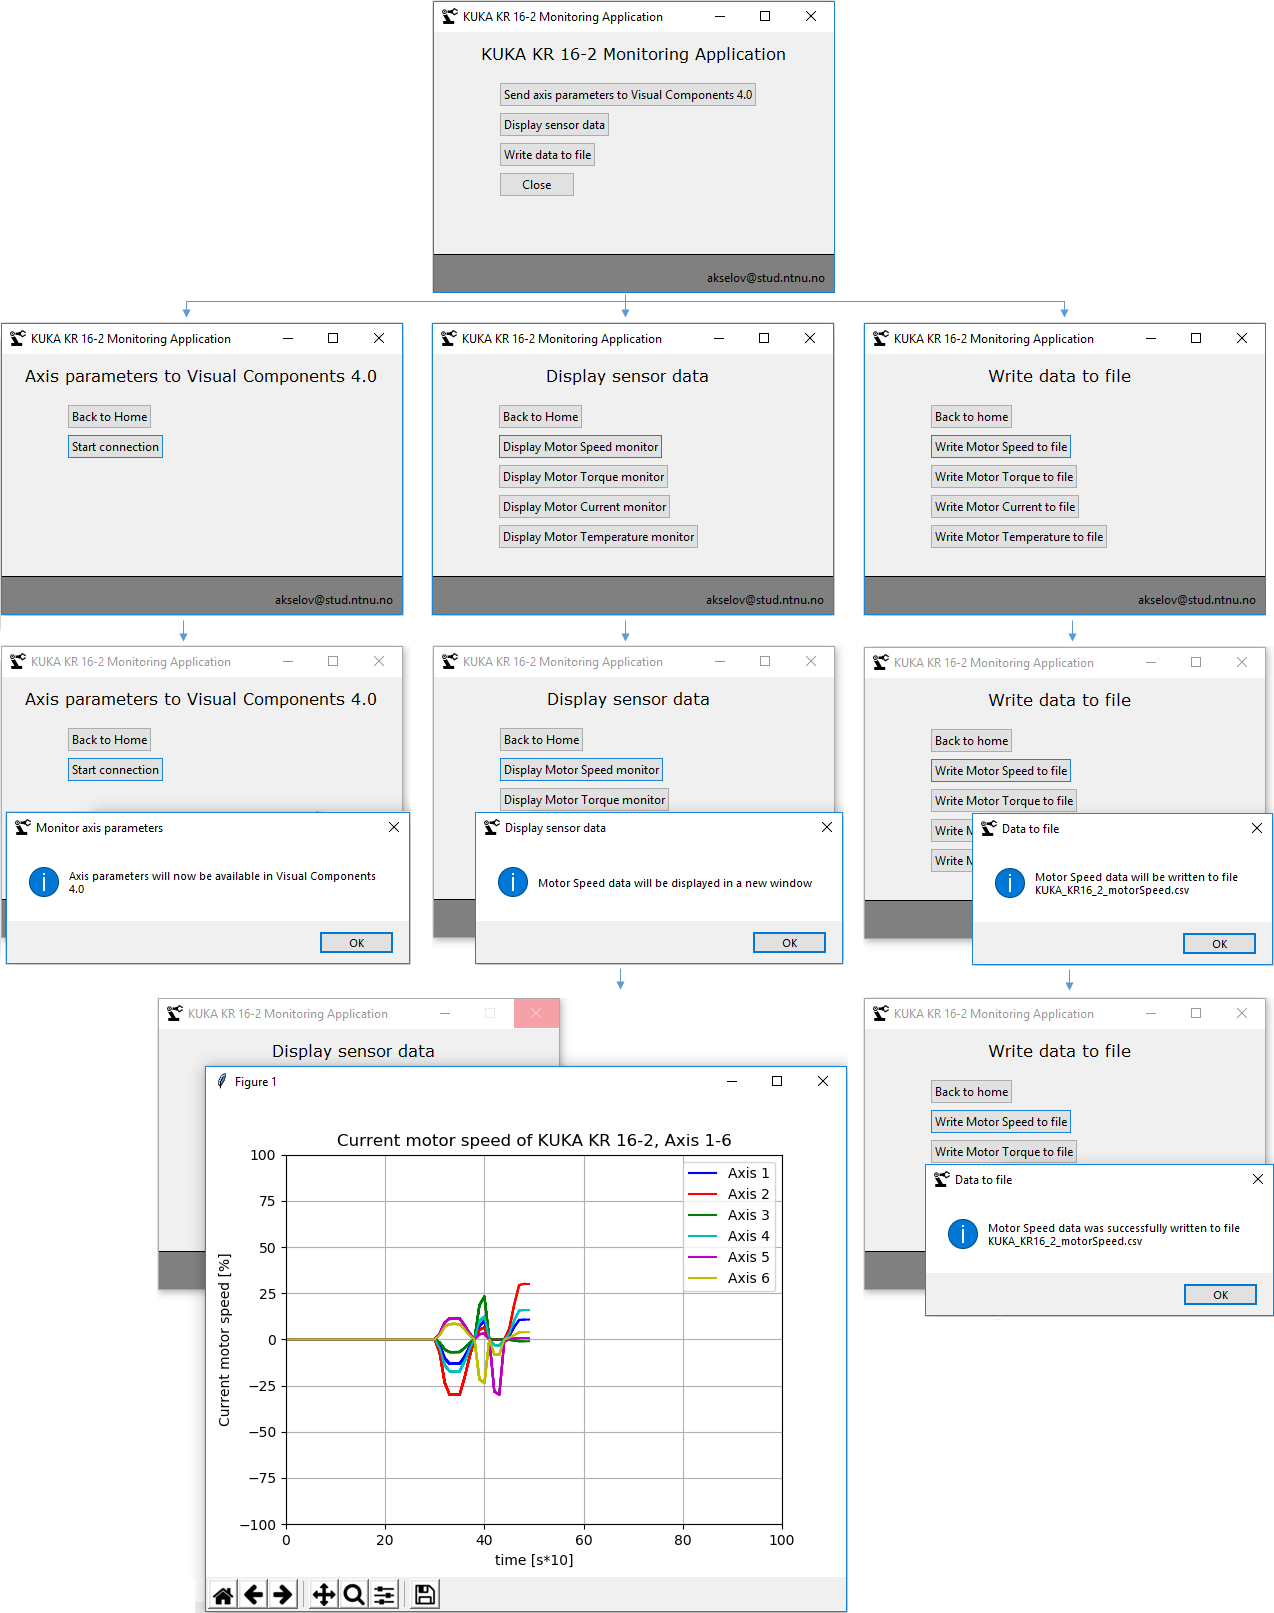 KUKA KR 16-2 Monitoring Application
KUKA KR 16-2 Monitoring Application
Send axis parameters to Visual Components 4.0
Display sensor data
Write data to file
Close
akselov@stud.ntnu.no
KUKA KR 16-2 Monitoring Application
Axis parameters to Visual Components 4.0
Back to Home
Start connection
akselov@stud.ntnu.no
KUKA KR 16-2 Monitoring Application
Display sensor data
Back to Home
Display Motor Speed monitor
Display Motor Torque monitor
Display Motor Current monitor
Display Motor Temperature monitor
akselov@stud.ntnu.no
KUKA KR 16-2 Monitoring Application
Write data to file
Back to home
Write Motor Speed to file
Write Motor Torque to file
Write Motor Current to file
Write Motor Temperature to file
akselov@stud.ntnu.no
KUKA KR 16-2 Monitoring Application
Axis parameters to Visual Components 4.0
Back to Home
Start connection
Monitor axis parameters
Axis parameters will now be available in Visual Components
4.0
OK
KUKA KR 16-2 Monitoring Application
Display sensor data
Back to Home
Display Motor Speed monitor
Display Motor Torque monitor
Display sensor data
Motor Speed data will be displayed in a new window
OK
KUKA KR 16-2 Monitoring Application
Write data to file
Back to home
Write Motor Speed to file
Write Motor Torque to file
Write
Write
Data to file
Motor Speed data will be written to file
KUKA_KR16_2_motorSpeed.csv
OK
KUKA KR 16-2 Monitoring Application
Display sensor data
Figure 1
Current motor speed of KUKA KR 16-2, Axis 1-6
Current motor speed [%]
100
75
50
25
0
−25
−50
−75
−100
Axis 1
Axis 2
Axis 3
Axis 4
Axis 5
Axis 6
0 20 40 60 80 100
time [s*10]
KUKA KR 16-2 Monitoring Application
Write data to file
Back to home
Write Motor Speed to file
Write Motor Torque to file
Data to file
Motor Speed data was successfully written to file
KUKA_KR16_2_motorSpeed.csv
OK